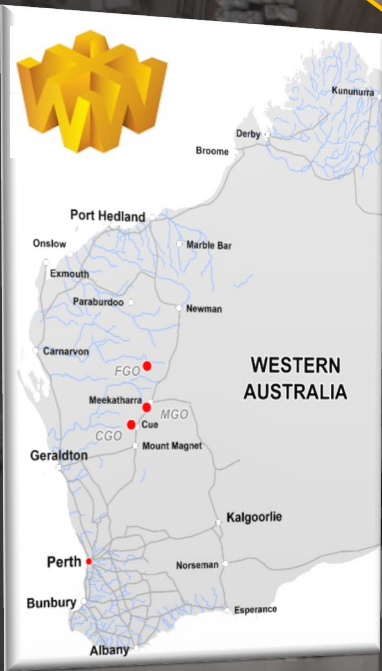 Kununurra
Derby
Broome
Port Hedland
Onslow
Marble Bar
Exmouth
Paraburdoo
Newman
Carnarvon
FGO
WESTERN
AUSTRALIA
Meekatharra
MGO
CGO
Cue
Mount Magnet
Geraldton
Kalgoorlie
Perth
Norseman
Bunbury
Esperance
Albany